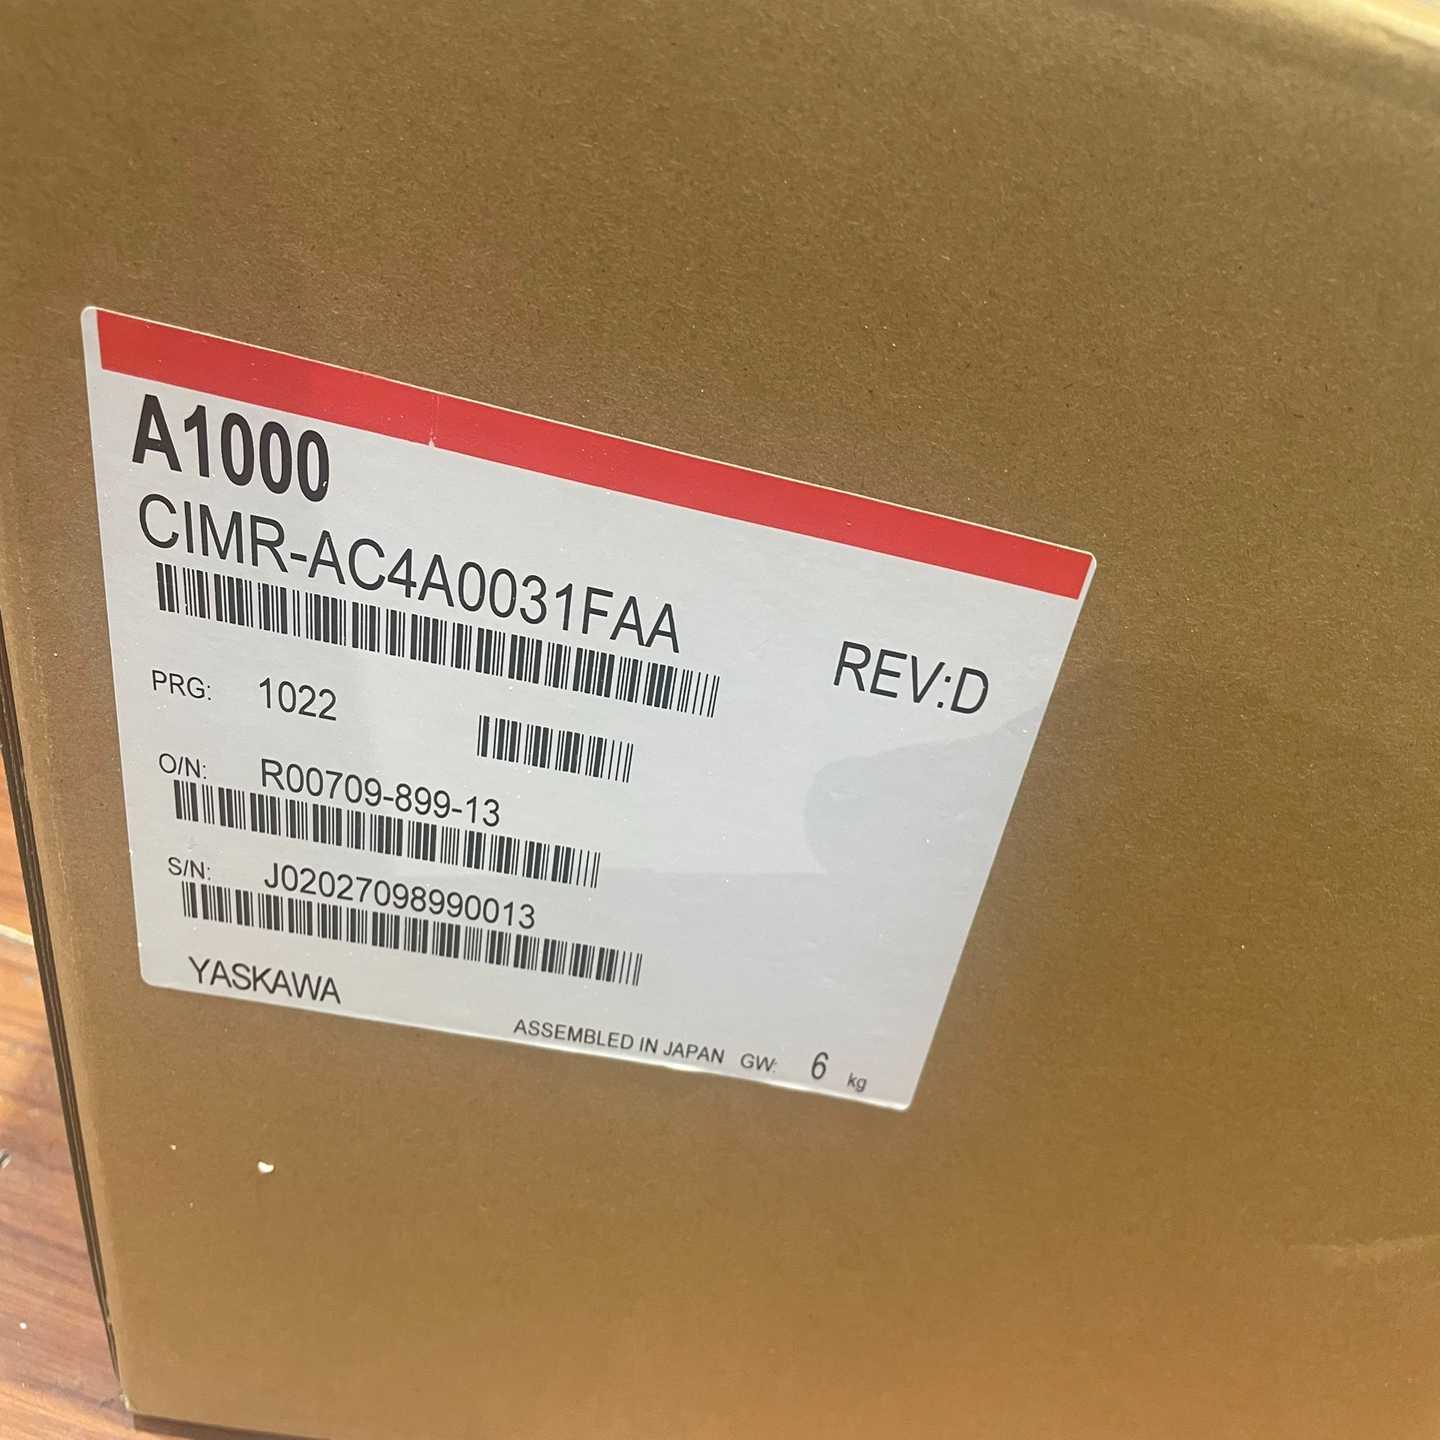 A1000
CIMR-AC4A0031FAA
REV:D
PRG: 1022
O/N: R00709-899-13
S/N: J02027098990013
YASKAWA
ASSEMBLED IN JAPAN GW: 6 kg